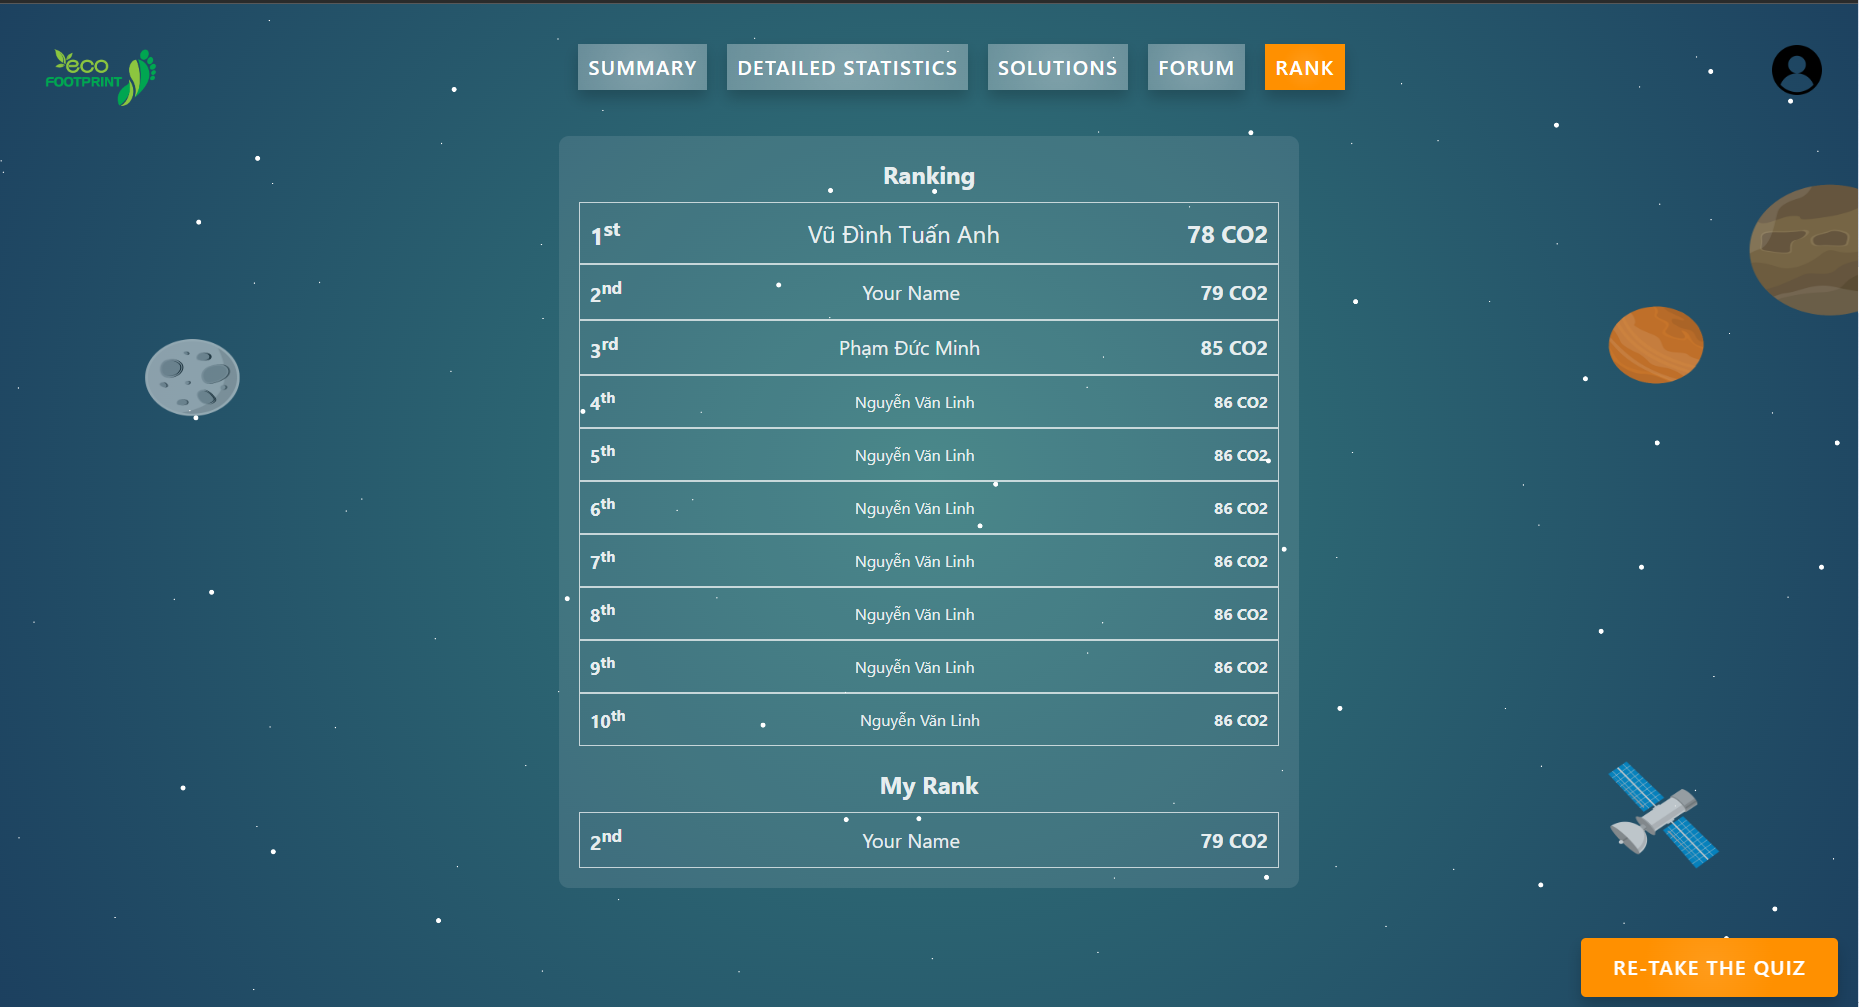 eco
FOOTPRINT
SUMMARY
DETAILED STATISTICS
SOLUTIONS
FORUM
RANK
Ranking
1st Vũ Đình Tuấn Anh 78 CO2
2nd Your Name 79 CO2
3rd Phạm Đức Minh 85 CO2
4th Nguyễn Văn Linh 86 CO2
5th Nguyễn Văn Linh 86 CO2
6th Nguyễn Văn Linh 86 CO2
7th Nguyễn Văn Linh 86 CO2
8th Nguyễn Văn Linh 86 CO2
9th Nguyễn Văn Linh 86 CO2
10th Nguyễn Văn Linh 86 CO2
My Rank
2nd Your Name 79 CO2
RE-TAKE THE QUIZ